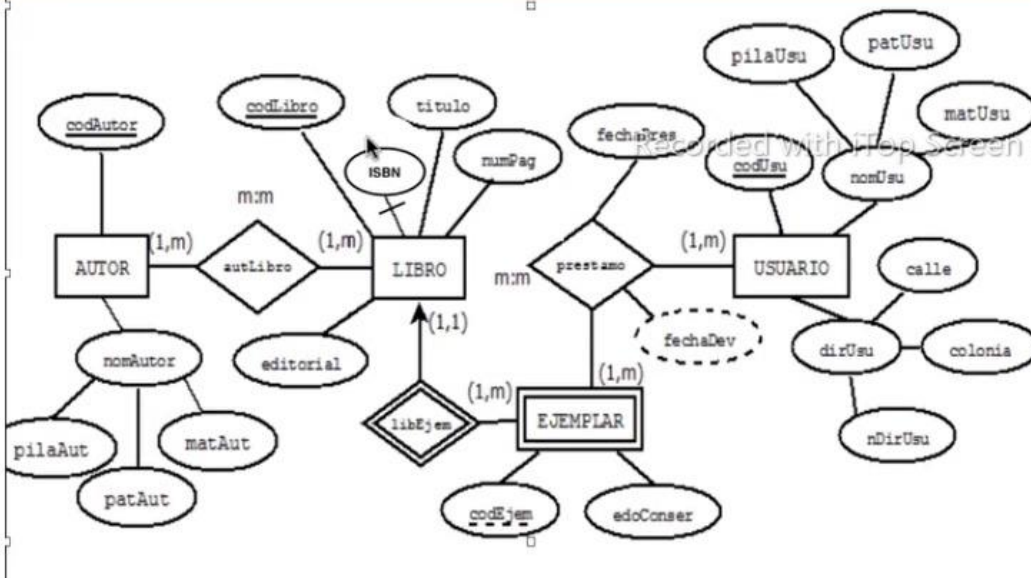 pilaUsu
patUsu
codLibro
titulo
matUsu
codAutor
fechaPres
Recorded with iTop Screen
ISBN
numPag
codUsu
nomUsu
m:m
(1,m)
(1,m)
(1,m)
AUTOR
autLibro
LIBRO
m:m
prestamo
USUARIO
calle
(1,1)
fechaDev
nomAutor
editorial
dirUsu
colonia
(1,m)
(1,m)
pilaAut
matAut
libEjem
EJEMPLAR
nDirUsu
patAut
codEjem
edoConser